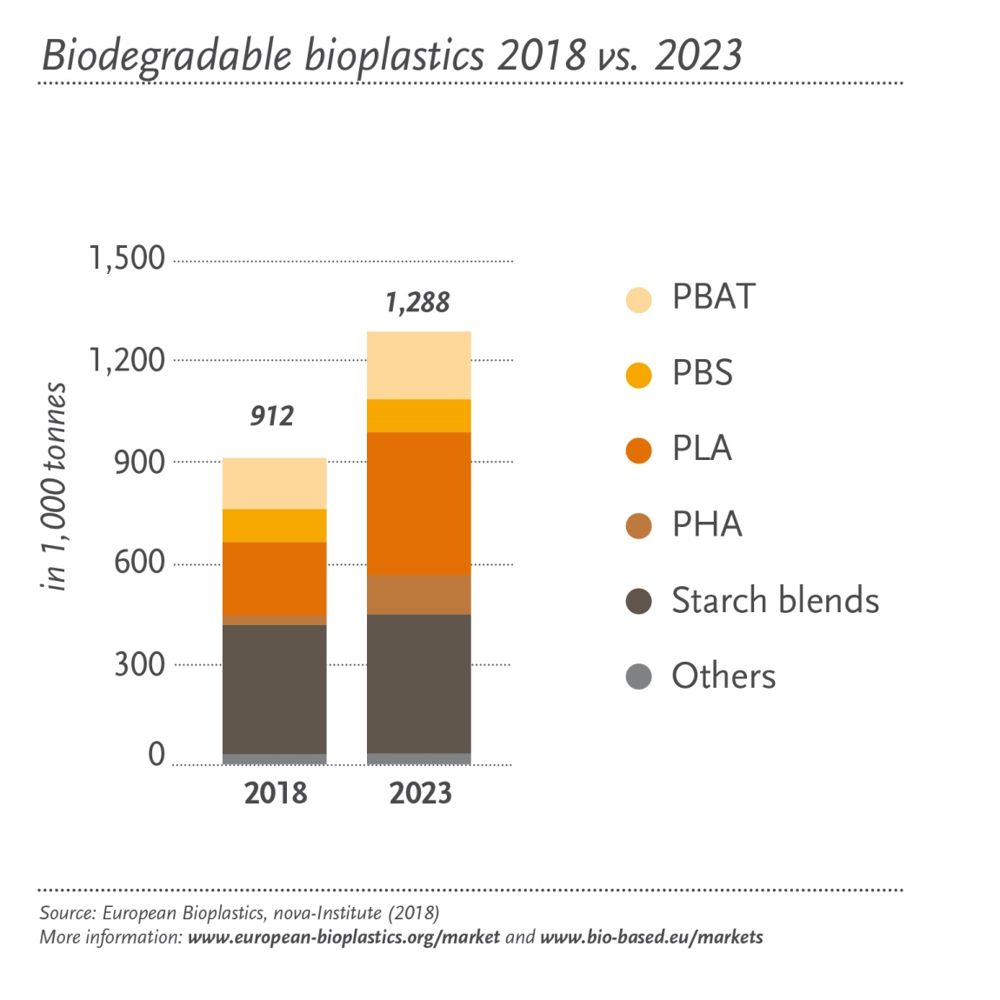 Biodegradable bioplastics 2018 vs. 2023
in 1,000 tonnes
1,500
1,200
900
600
300
0
912
1,288
2018
2023
PBAT
PBS
PLA
PHA
Starch blends
Others
Source: European Bioplastics, nova-Institute (2018)
More information: www.european-bioplastics.org/market and www.bio-based.eu/markets